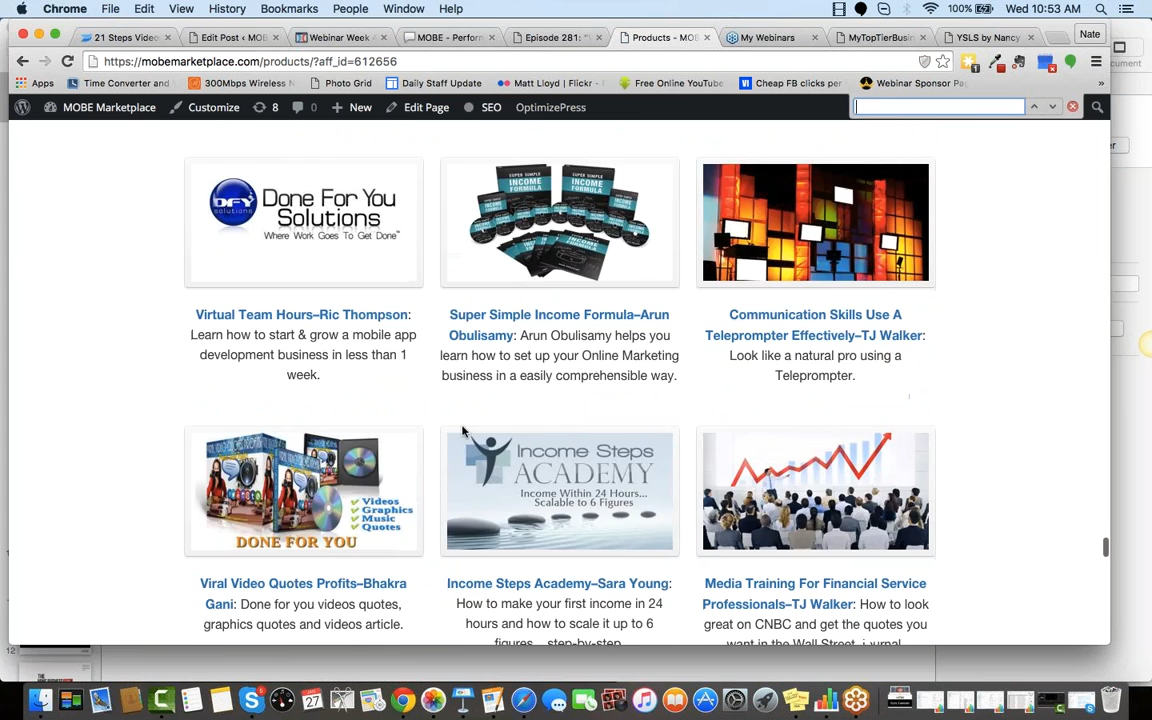 Chrome File Edit View History Bookmarks People Window Help 100% Wed 10:53 AM
21 Steps Video
Edit Post ‹ MOB
Webinar Week
MOBE - Perform
Episode 281: "
Products - MO
My Webinars
MyTopTierBusin
YSLS by Nancy
Nate
https://mobemarketplace.com/products/?aff_id=612656
Apps Time Converter and 300Mbps Wireless N Photo Grid Daily Staff Update Matt Lloyd | Flickr - Free Online YouTube Cheap FB clicks per Webinar Sponsor Pa »
MOBE Marketplace Customize 8 New Edit Page SEO OptimizePress
DFY
solutions
Done For You
Solutions
Where Work Goes To Get Done™
SUPER SIMPLE
INCOME
FORMULA
SUPER SIMPLE
INCOME
FORMULA
Virtual Team Hours–Ric Thompson:
Learn how to start & grow a mobile app
development business in less than 1
week.
Super Simple Income Formula–Arun
Obulisamy: Arun Obulisamy helps you
learn how to set up your Online Marketing
business in a easily comprehensible way.
Communication Skills Use A
Teleprompter Effectively–TJ Walker:
Look like a natural pro using a
Teleprompter.
Videos
Graphics
Music
Quotes
DONE FOR YOU
Income Steps
ACADEMY
Income Within 24 Hours...
Scalable to 6 Figures
Viral Video Quotes Profits–Bhakra
Gani: Done for you videos quotes,
graphics quotes and videos article.
Income Steps Academy–Sara Young:
How to make your first income in 24
hours and how to scale it up to 6
figures... step-by-step
Media Training For Financial Service
Professionals–TJ Walker: How to look
great on CNBC and get the quotes you
want in the Wall Street
12
27